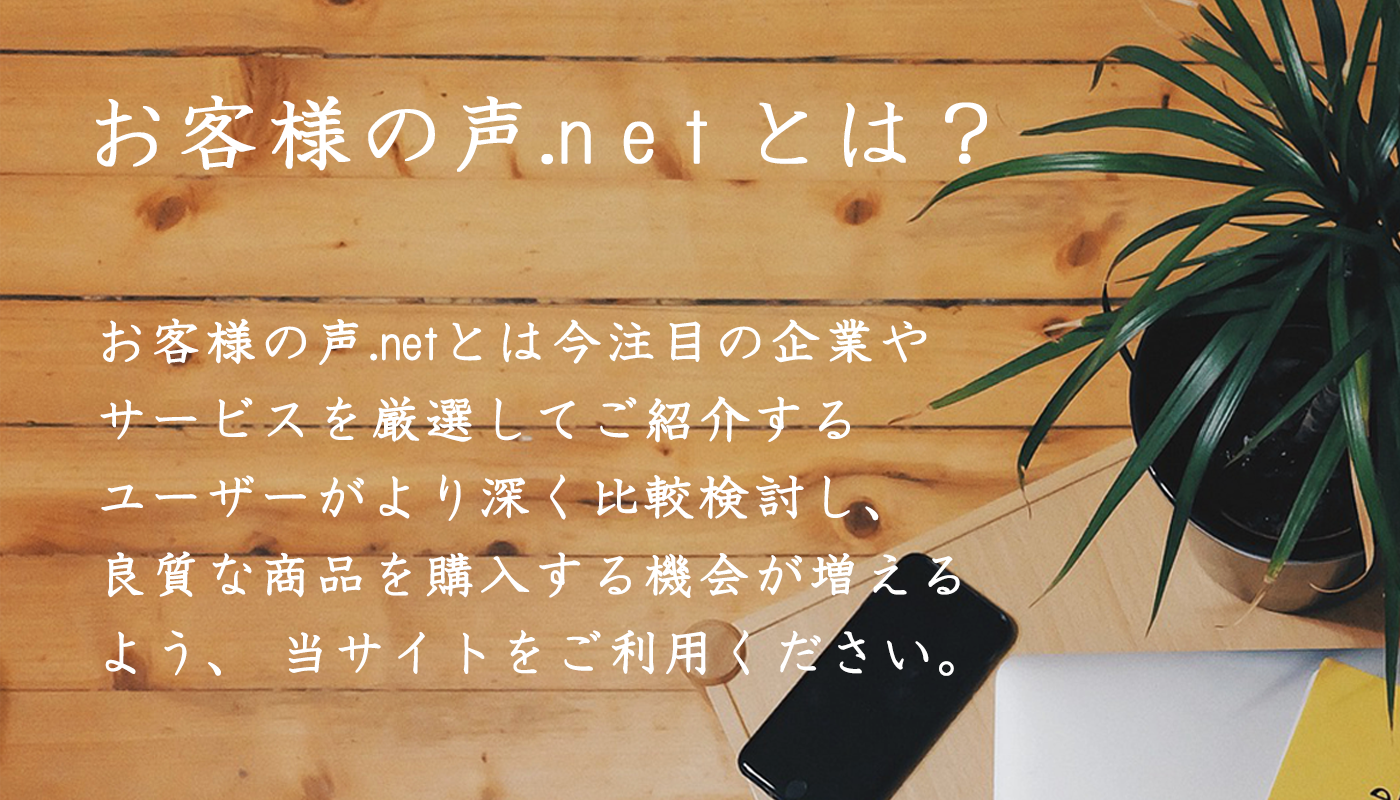 お客様の声.net とは？
お客様の声.netとは今注目の企業や
サービスを厳選してご紹介する
ユーザーがより深く比較検討し、
良質な商品を購入する機会が増える
よう、 当サイトをご利用ください。